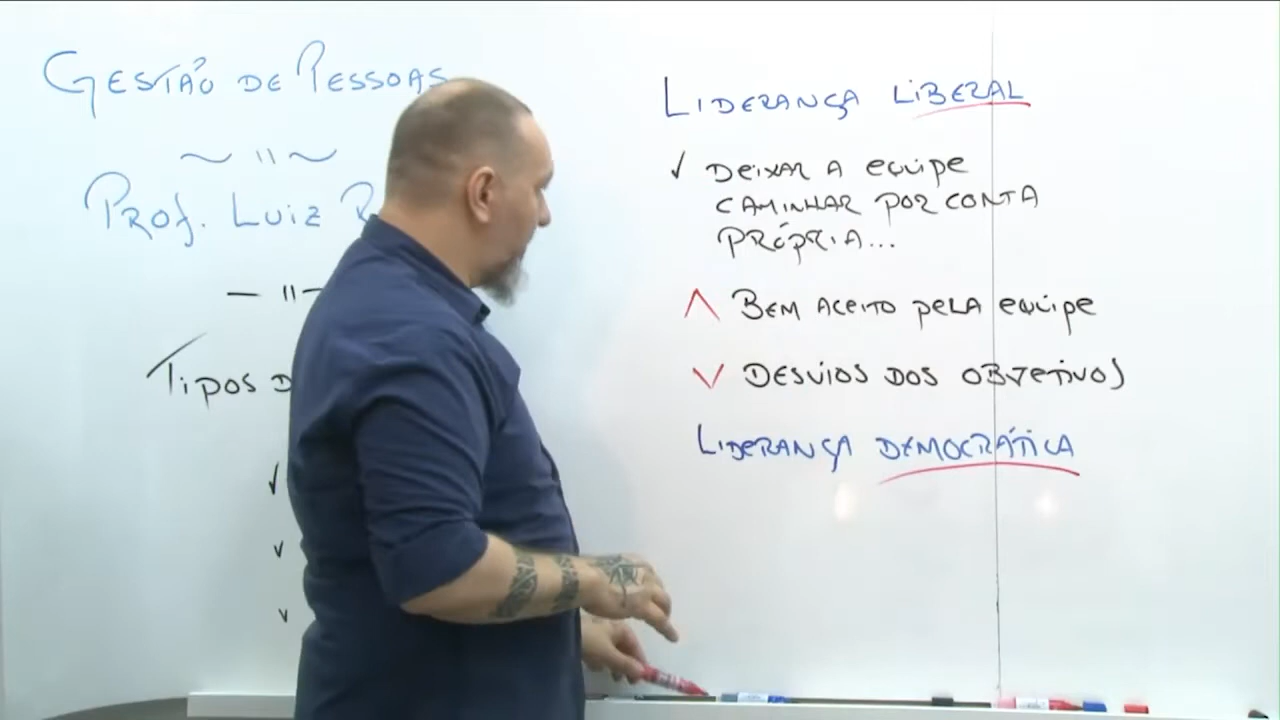 GESTÃO DE PESSOAS
PROF. LUIZ
TIPOS
LIDERANÇA LIBERAL
✓ DEIXAR A EQUIPE
CAMINHAR POR CONTA
PRÓPRIA...
BEM ACEITO PELA EQUIPE
DESVIOS DOS OBJETIVOS
LIDERANÇA DEMOCRÁTICA